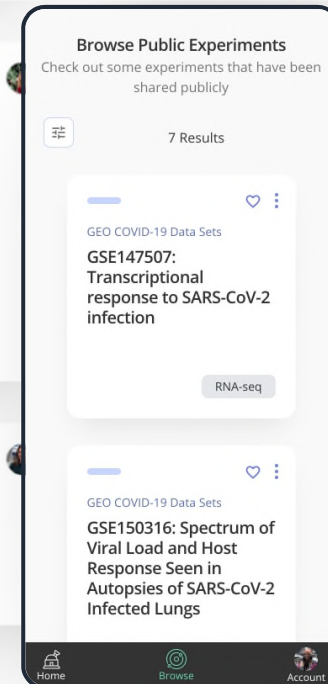 Browse Public Experiments
Check out some experiments that have been
shared publicly
7 Results
GEO COVID-19 Data Sets
GSE147507:
Transcriptional
response to SARS-CoV-2
infection
RNA-seq
GEO COVID-19 Data Sets
GSE150316: Spectrum of
Viral Load and Host
Response Seen in
Autopsies of SARS-CoV-2
Infected Lungs
Home
Browse
Account